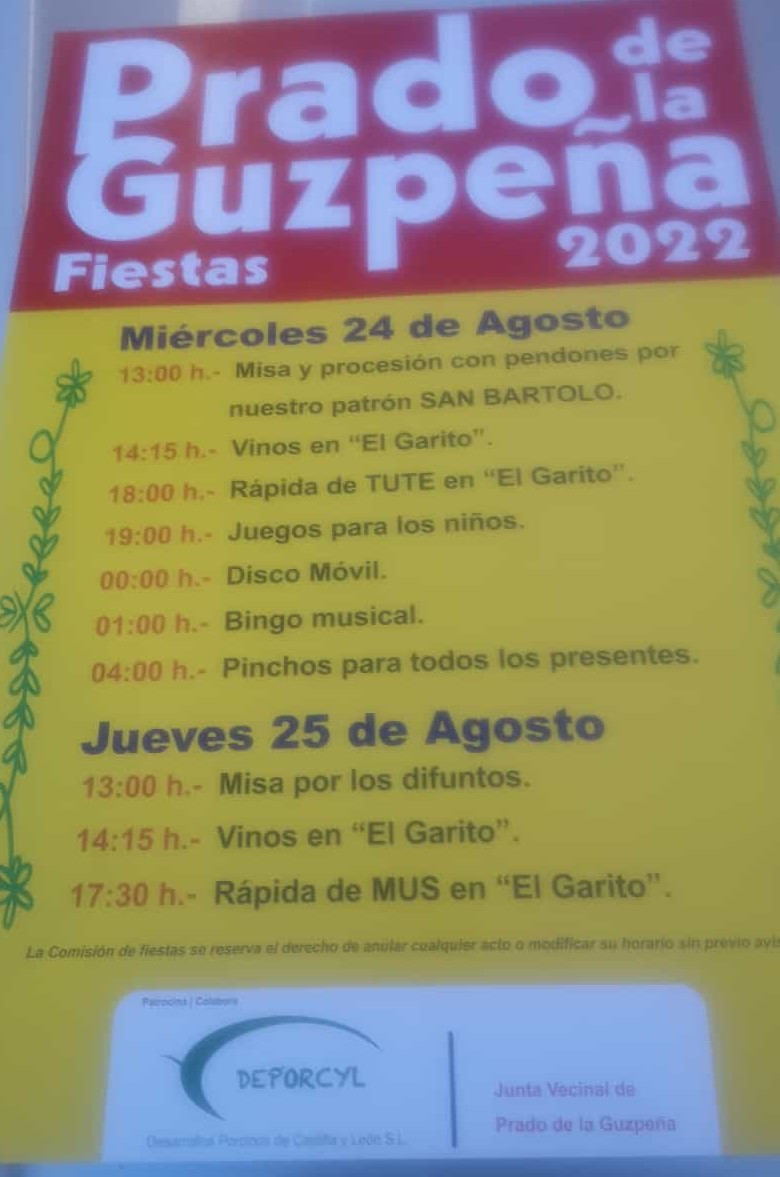 Prado de la
Guzpeña
Fiestas 2022
Miércoles 24 de Agosto
13:00 h.- Misa y procesión con pendones por
nuestro patrón SAN BARTOLO.
14:15 h.- Vinos en “El Garito”.
18:00 h.- Rápida de TUTE en “El Garito”.
19:00 h.- Juegos para los niños.
00:00 h.- Disco Móvil.
01:00 h.- Bingo musical.
04:00 h.- Pinchos para todos los presentes.
Jueves 25 de Agosto
13:00 h.- Misa por los difuntos.
14:15 h.- Vinos en “El Garito”.
17:30 h.- Rápida de MUS en “El Garito”.
La Comisión de fiestas se reserva el derecho de anular cualquier acto o modificar su horario sin previo avis
Patrocina / Colabora
DEPORCYL
Desarrollos Porcinos de Castilla y León S.L.
Junta Vecinal de
Prado de la Guzpeña